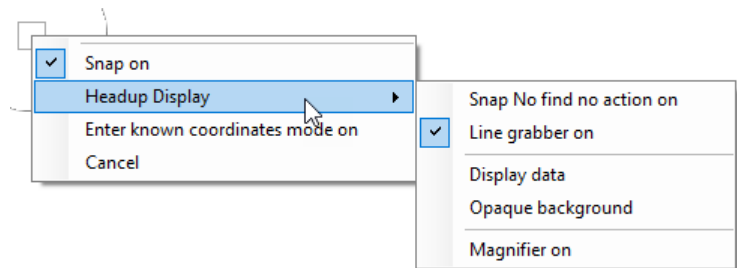 Snap on
Headup Display
Enter known coordinates mode on
Cancel
Snap No find no action on
Line grabber on
Display data
Opaque background
Magnifier on